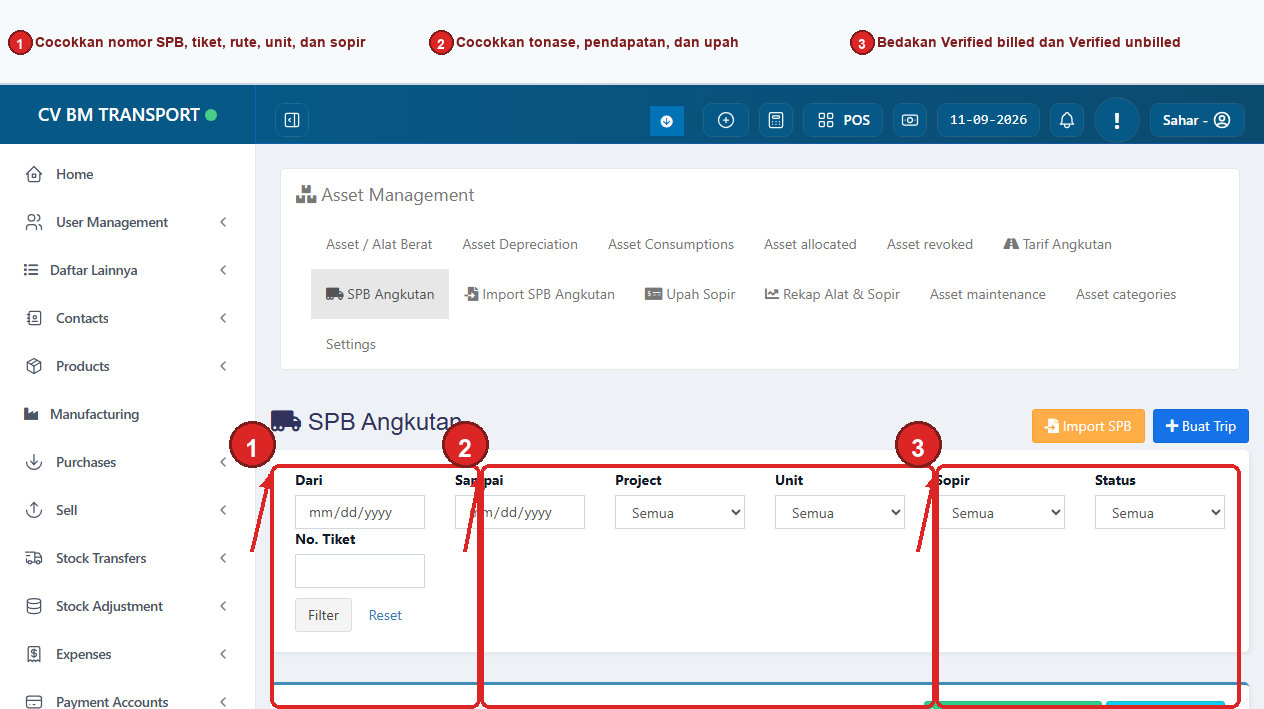 1 Cocokkan nomor SPB, tiket, rute, unit, dan sopir
2 Cocokkan tonase, pendapatan, dan upah
3 Bedakan Verified billed dan Verified unbilled
CV BM TRANSPORT
POS
11-09-2026
Sahar -
Home
User Management
Daftar Lainnya
Contacts
Products
Manufacturing
Purchases
Sell
Stock Transfers
Stock Adjustment
Expenses
Payment Accounts
Asset Management
Asset / Alat Berat
Asset Depreciation
Asset Consumptions
Asset allocated
Asset revoked
Tarif Angkutan
SPB Angkutan
Import SPB Angkutan
Upah Sopir
Rekap Alat & Sopir
Asset maintenance
Asset categories
Settings
SPB Angkutan
Import SPB
Buat Trip
1
2
3
Dari
Sampai
Project
Unit
Sopir
Status
mm/dd/yyyy
mm/dd/yyyy
Semua
Semua
Semua
Semua
No. Tiket
Filter
Reset